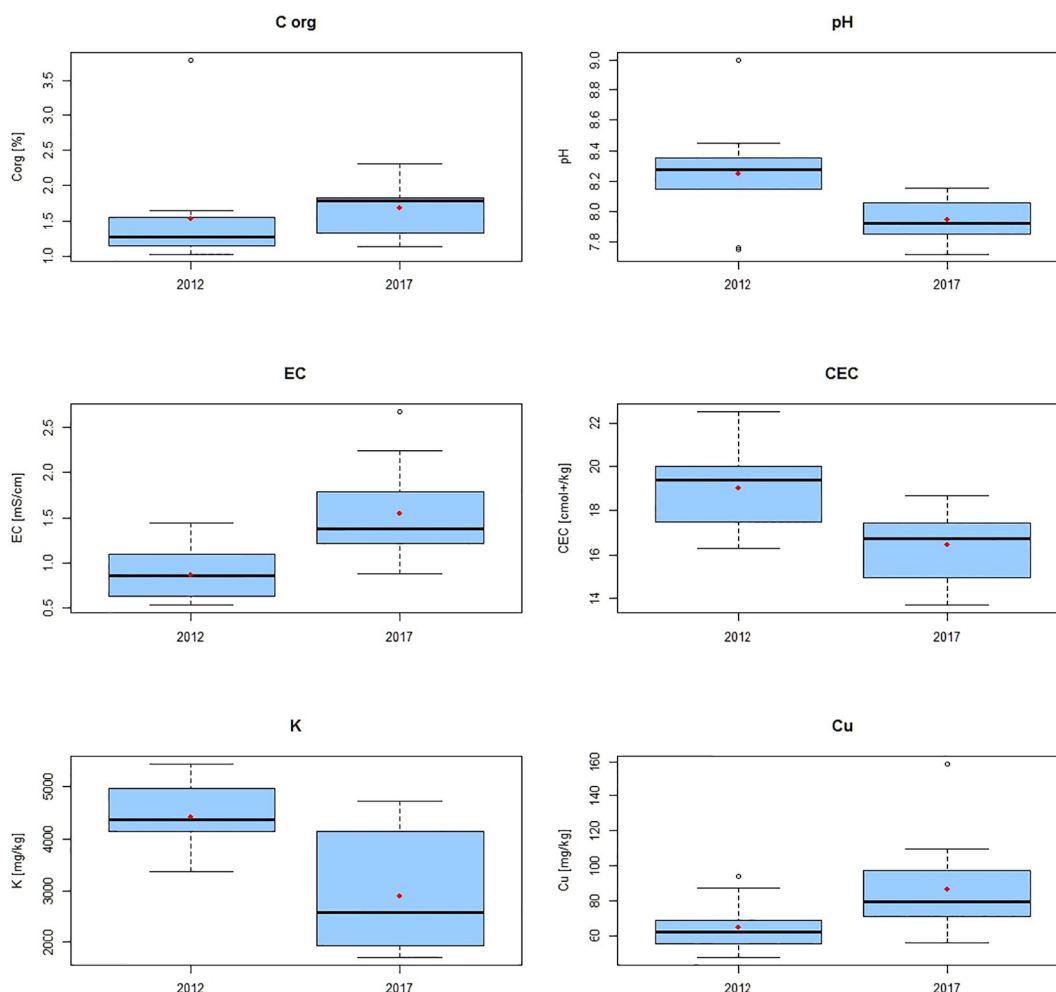 C org
Corg [%]
1.0 1.5 2.0 2.5 3.0 3.5
2012 2017
pH
pH
7.8 8.0 8.2 8.4 8.6 8.8 9.0
2012 2017
EC
EC [mS/cm]
0.5 1.0 1.5 2.0 2.5
2012 2017
CEC
CEC [cmol+/kg]
14 16 18 20 22
2012 2017
K
K [mg/kg]
2000 3000 4000 5000
2012 2017
Cu
Cu [mg/kg]
60 80 100 120 140 160
2012 2017